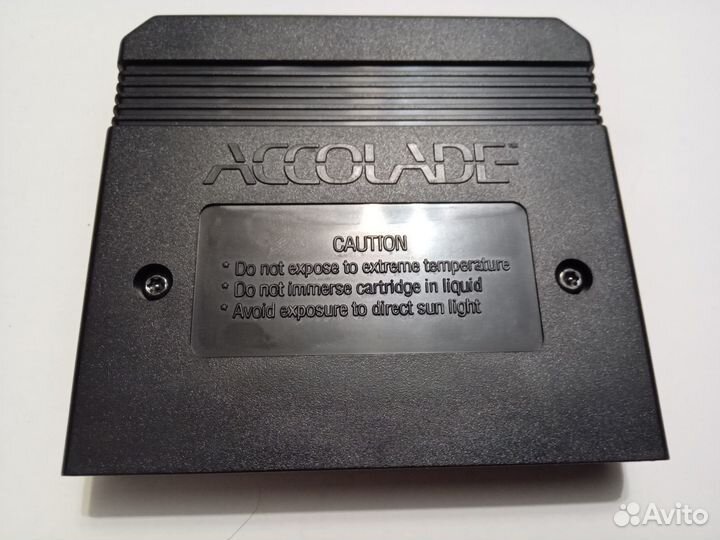 ACCOLADE™
CAUTION
* Do not expose to extreme temperature
* Do not immerse cartridge in liquid
* Avoid exposure to direct sun light
Avito